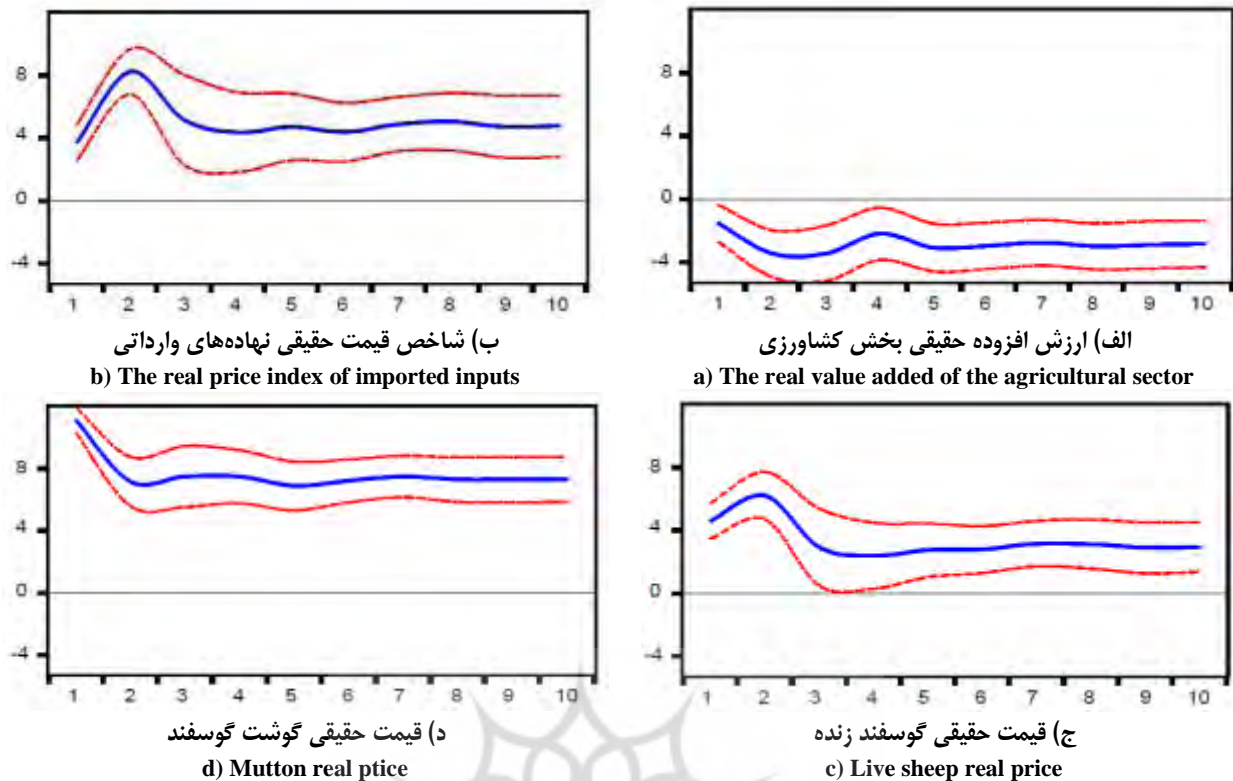 8
4
0
-4
1 2 3 4 5 6 7 8 9 10
الف) ارزش افزوده حقیقی بخش کشاورزی
a) The real value added of the agricultural sector
8
4
0
-4
1 2 3 4 5 6 7 8 9 10
ب) شاخص قیمت حقیقی نهاده‌های وارداتی
b) The real price index of imported inputs
8
4
0
-4
1 2 3 4 5 6 7 8 9 10
ج) قیمت حقیقی گوسفند زنده
c) Live sheep real price
8
4
0
-4
1 2 3 4 5 6 7 8 9 10
د) قیمت حقیقی گوشت گوسفند
d) Mutton real ptice